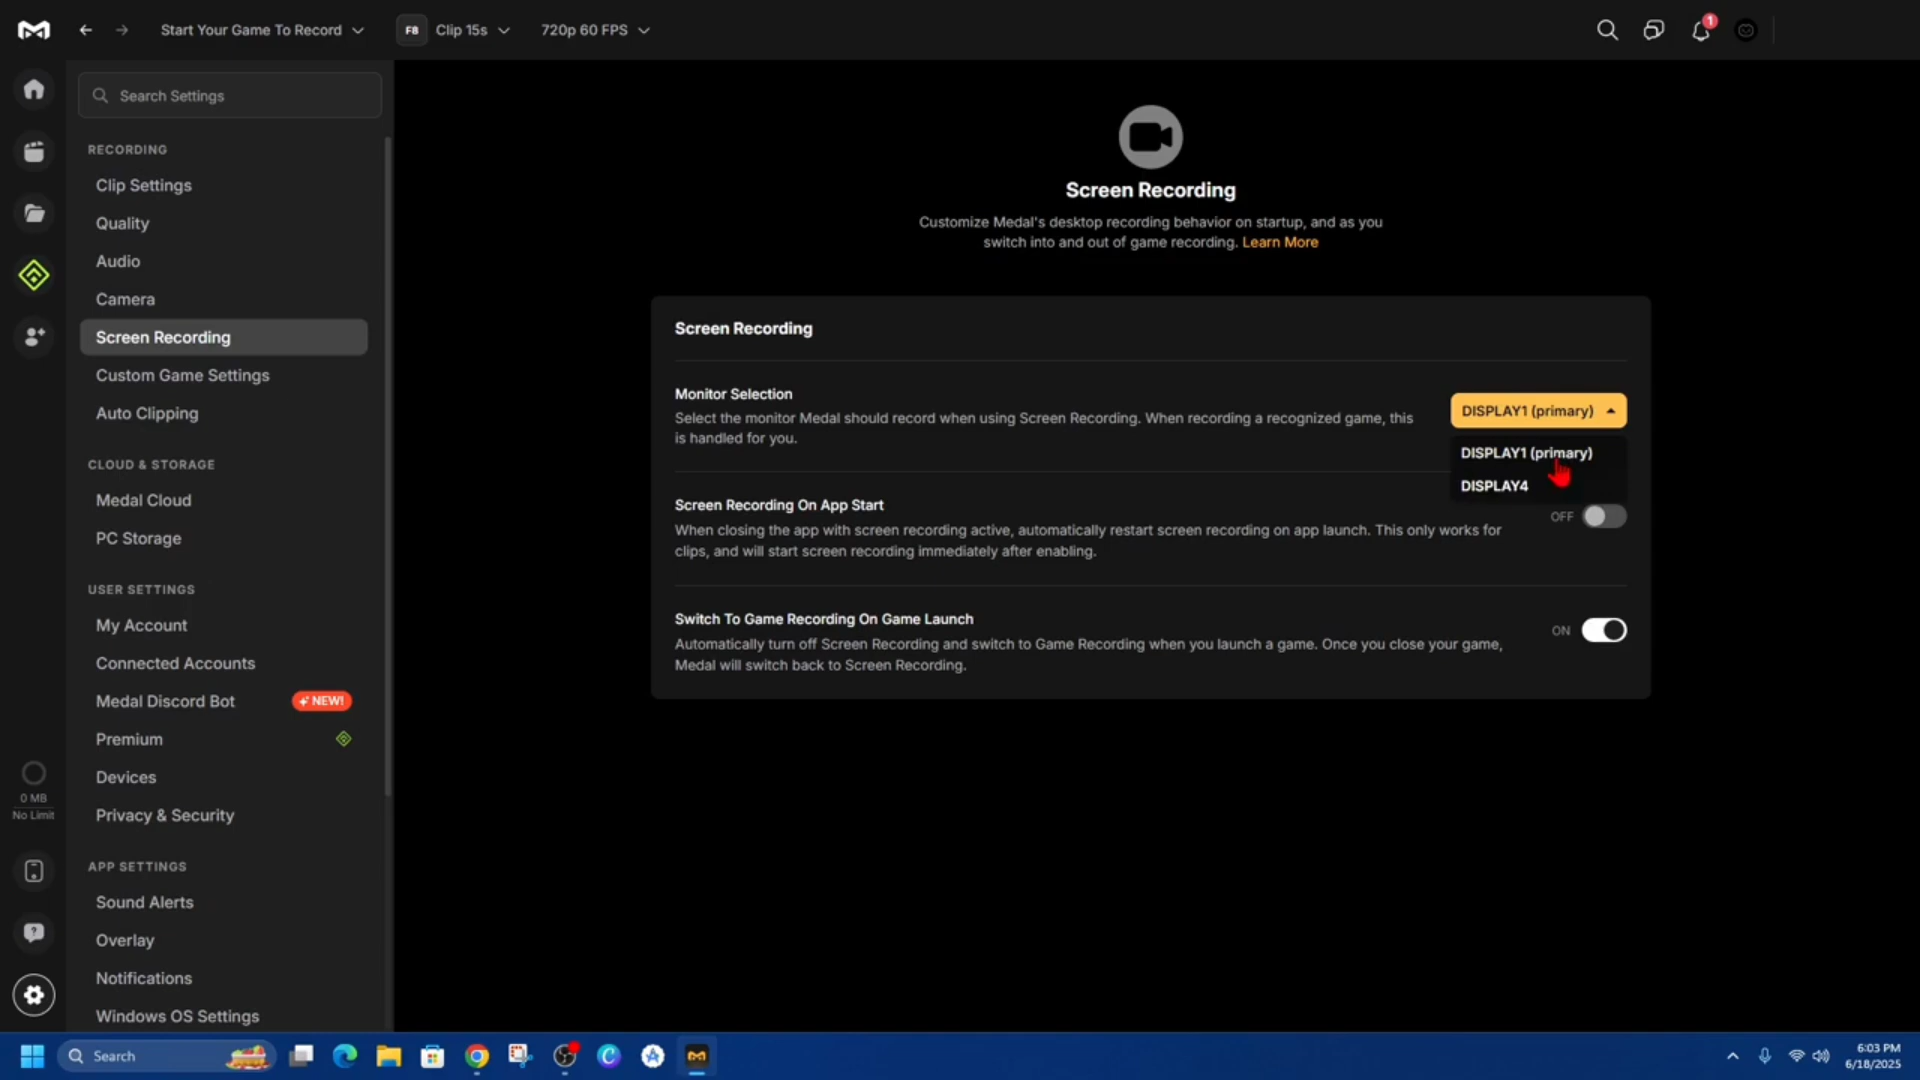 Start Your Game To Record
F8
Clip 15s
720p 60 FPS
1
Search Settings
RECORDING
Clip Settings
Quality
Audio
Camera
Screen Recording
Custom Game Settings
Auto Clipping
CLOUD & STORAGE
Medal Cloud
PC Storage
USER SETTINGS
My Account
Connected Accounts
Medal Discord Bot
NEW!
Premium
Devices
Privacy & Security
APP SETTINGS
Sound Alerts
Overlay
Notifications
Windows OS Settings
0 MB
No Limit
Screen Recording
Customize Medal's desktop recording behavior on startup, and as you
switch into and out of game recording. Learn More
Screen Recording
Monitor Selection
Select the monitor Medal should record when using Screen Recording. When recording a recognized game, this
is handled for you.
DISPLAY1 (primary)
DISPLAY1 (primary)
DISPLAY4
Screen Recording On App Start
When closing the app with screen recording active, automatically restart screen recording on app launch. This only works for
clips, and will start screen recording immediately after enabling.
OFF
Switch To Game Recording On Game Launch
Automatically turn off Screen Recording and switch to Game Recording when you launch a game. Once you close your game,
Medal will switch back to Screen Recording.
ON
Search
6:03 PM
6/18/2025